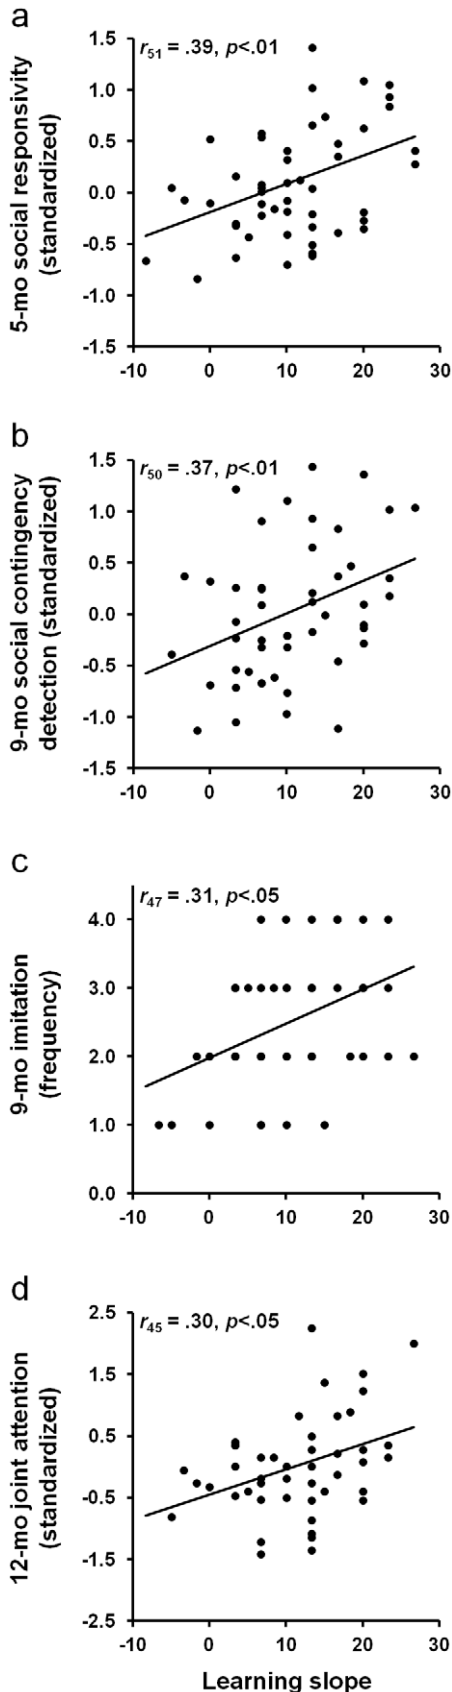 a
r51 = .39, p<.01
5-mo social responsivity
(standardized)
1.5
1.0
0.5
0.0
-0.5
-1.0
-1.5
-10 0 10 20 30
b
r50 = .37, p<.01
9-mo social contingency
detection (standardized)
1.5
1.0
0.5
0.0
-0.5
-1.0
-1.5
-10 0 10 20 30
c
r47 = .31, p<.05
9-mo imitation
(frequency)
4.0
3.0
2.0
1.0
0.0
-10 0 10 20 30
d
r45 = .30, p<.05
12-mo joint attention
(standardized)
2.5
1.5
0.5
-0.5
-1.5
-2.5
-10 0 10 20 30
Learning slope